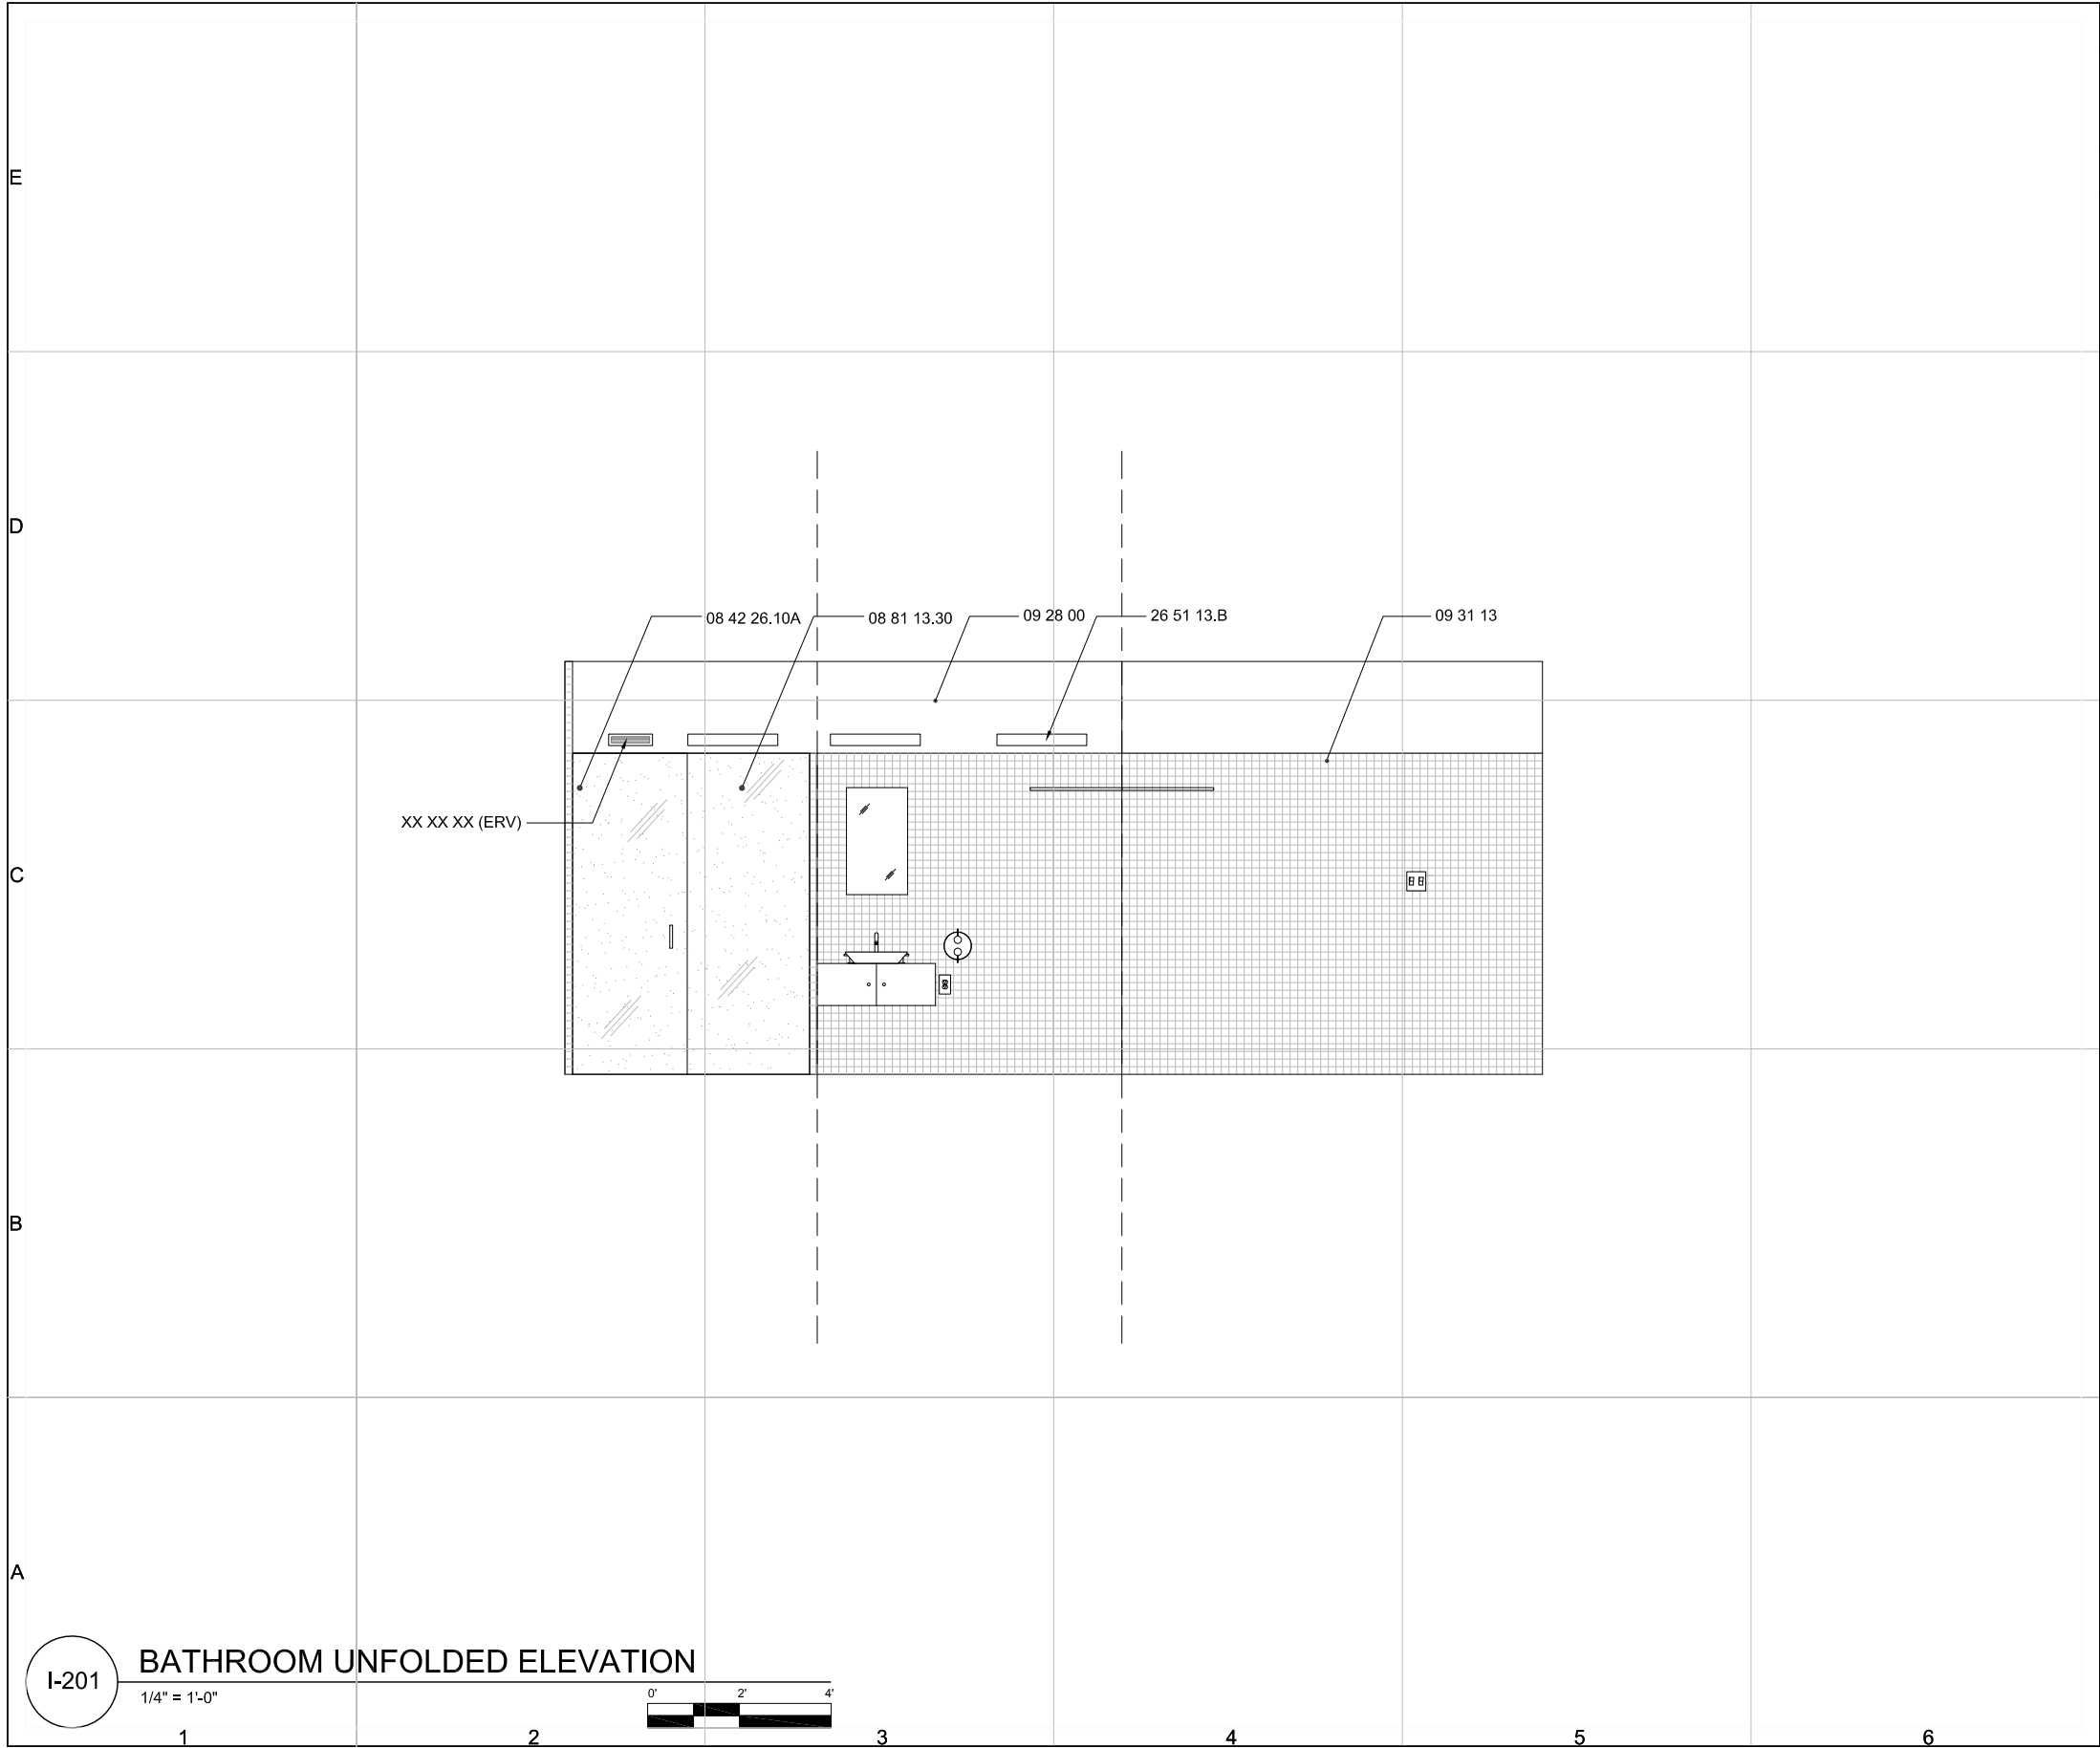 E
D
08 42 26.10A
08 81 13.30
09 28 00
26 51 13.B
09 31 13
XX XX XX (ERV)
C
B
A
I-201
BATHROOM UNFOLDED ELEVATION
1/4" = 1'-0"
0' 2' 4'
1 2 3 4 5 6